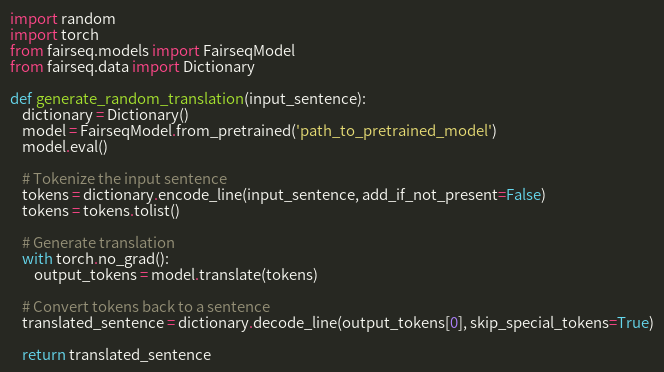 import random
import torch
from fairseq.models import FairseqModel
from fairseq.data import Dictionary

def generate_random_translation(input_sentence):
    dictionary = Dictionary()
    model = FairseqModel.from_pretrained('path_to_pretrained_model')
    model.eval()

    # Tokenize the input sentence
    tokens = dictionary.encode_line(input_sentence, add_if_not_present=False)
    tokens = tokens.tolist()

    # Generate translation
    with torch.no_grad():
        output_tokens = model.translate(tokens)

    # Convert tokens back to a sentence
    translated_sentence = dictionary.decode_line(output_tokens[0], skip_special_tokens=True)

    return translated_sentence